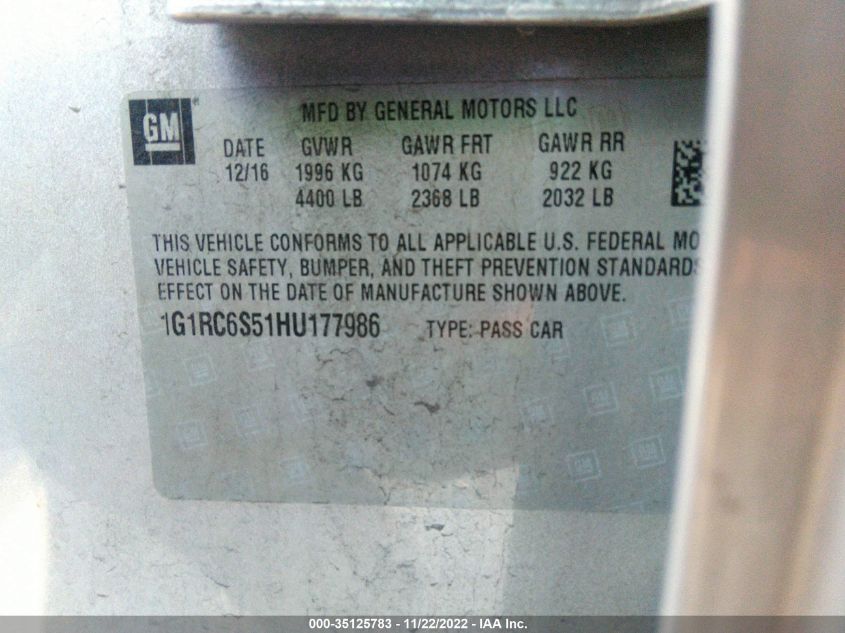 MFD BY GENERAL MOTORS LLC
GM®
DATE GVWR GAWR FRT GAWR RR
12/16 1996 KG 1074 KG 922 KG
4400 LB 2368 LB 2032 LB
THIS VEHICLE CONFORMS TO ALL APPLICABLE U.S. FEDERAL MO
VEHICLE SAFETY, BUMPER, AND THEFT PREVENTION STANDARDS
EFFECT ON THE DATE OF MANUFACTURE SHOWN ABOVE.
1G1RC6S51HU177986 TYPE: PASS CAR
000-35125783 - 11/22/2022 - IAA Inc.